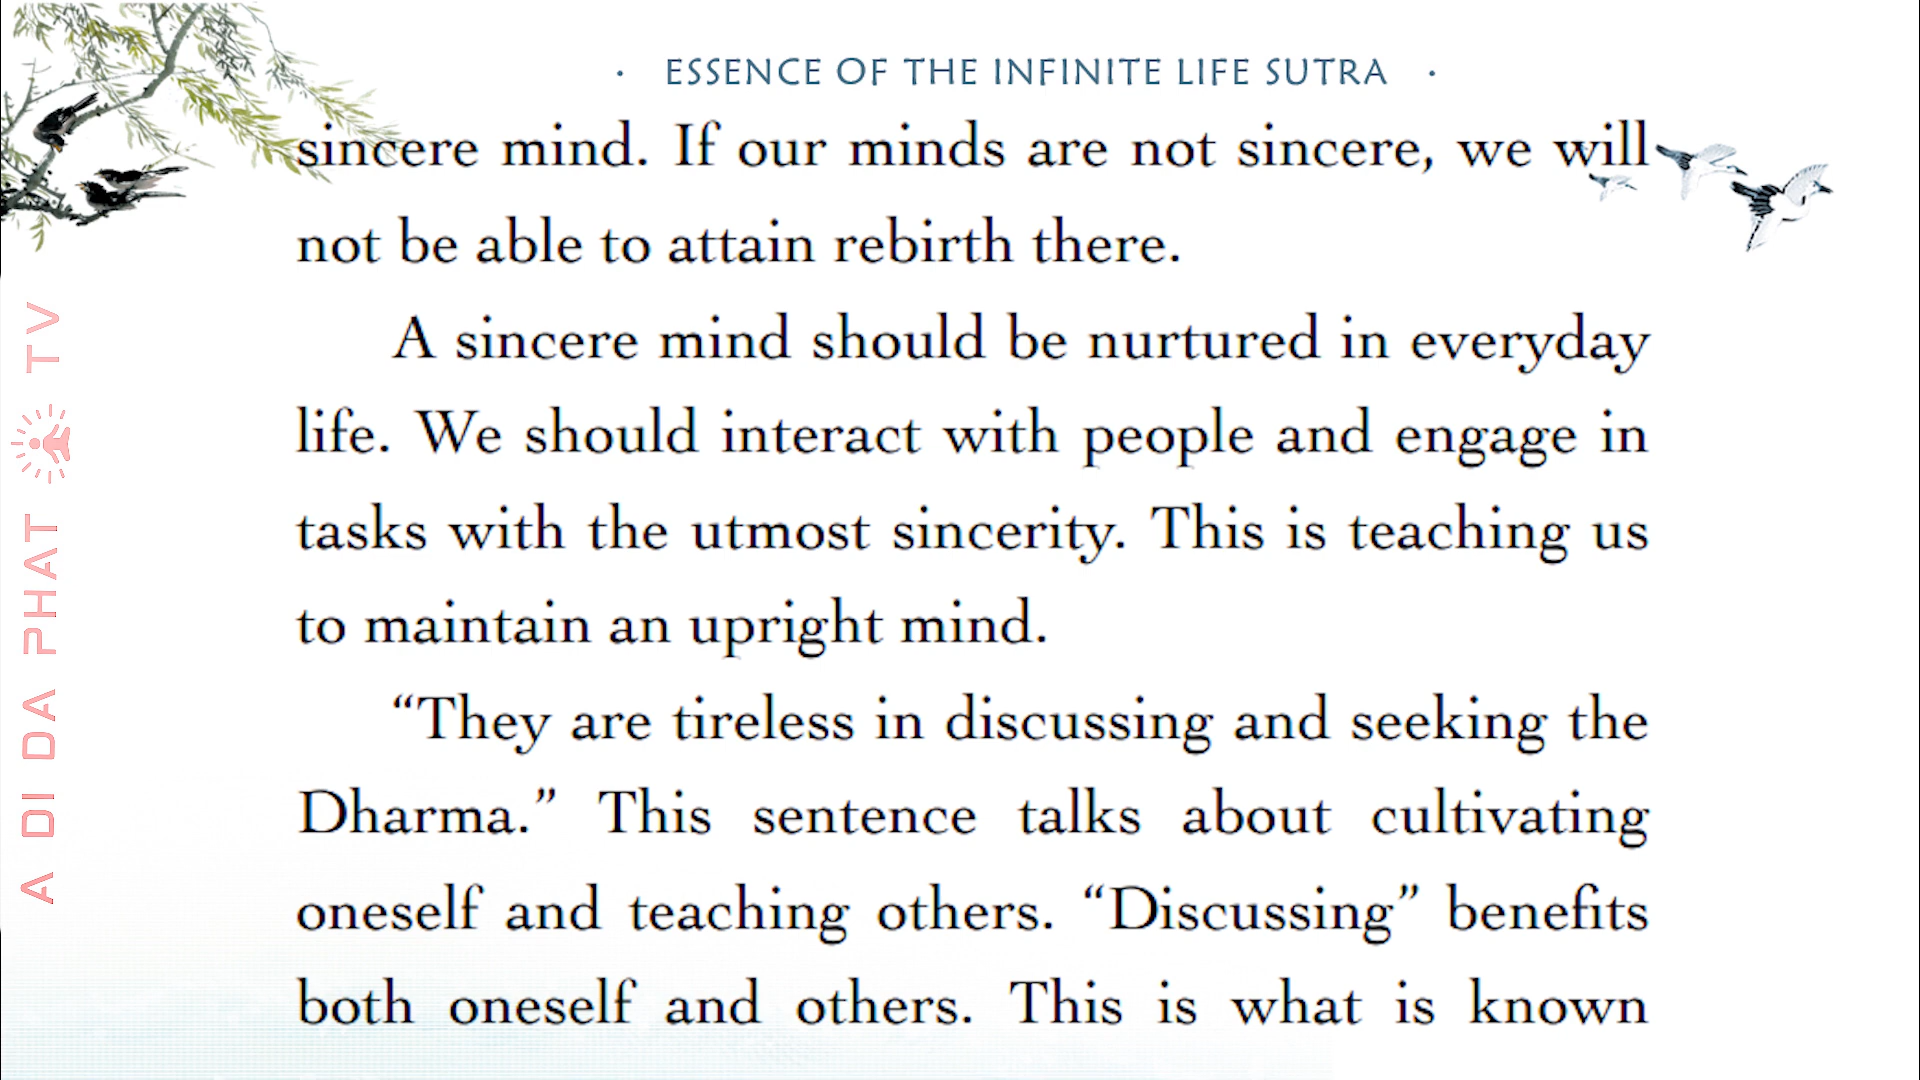 · ESSENCE OF THE INFINITE LIFE SUTRA ·
sincere mind. If our minds are not sincere, we will
not be able to attain rebirth there.
A sincere mind should be nurtured in everyday
life. We should interact with people and engage in
tasks with the utmost sincerity. This is teaching us
to maintain an upright mind.
“They are tireless in discussing and seeking the
Dharma.” This sentence talks about cultivating
oneself and teaching others. “Discussing” benefits
both oneself and others. This is what is known
A DI DA PHAT TV